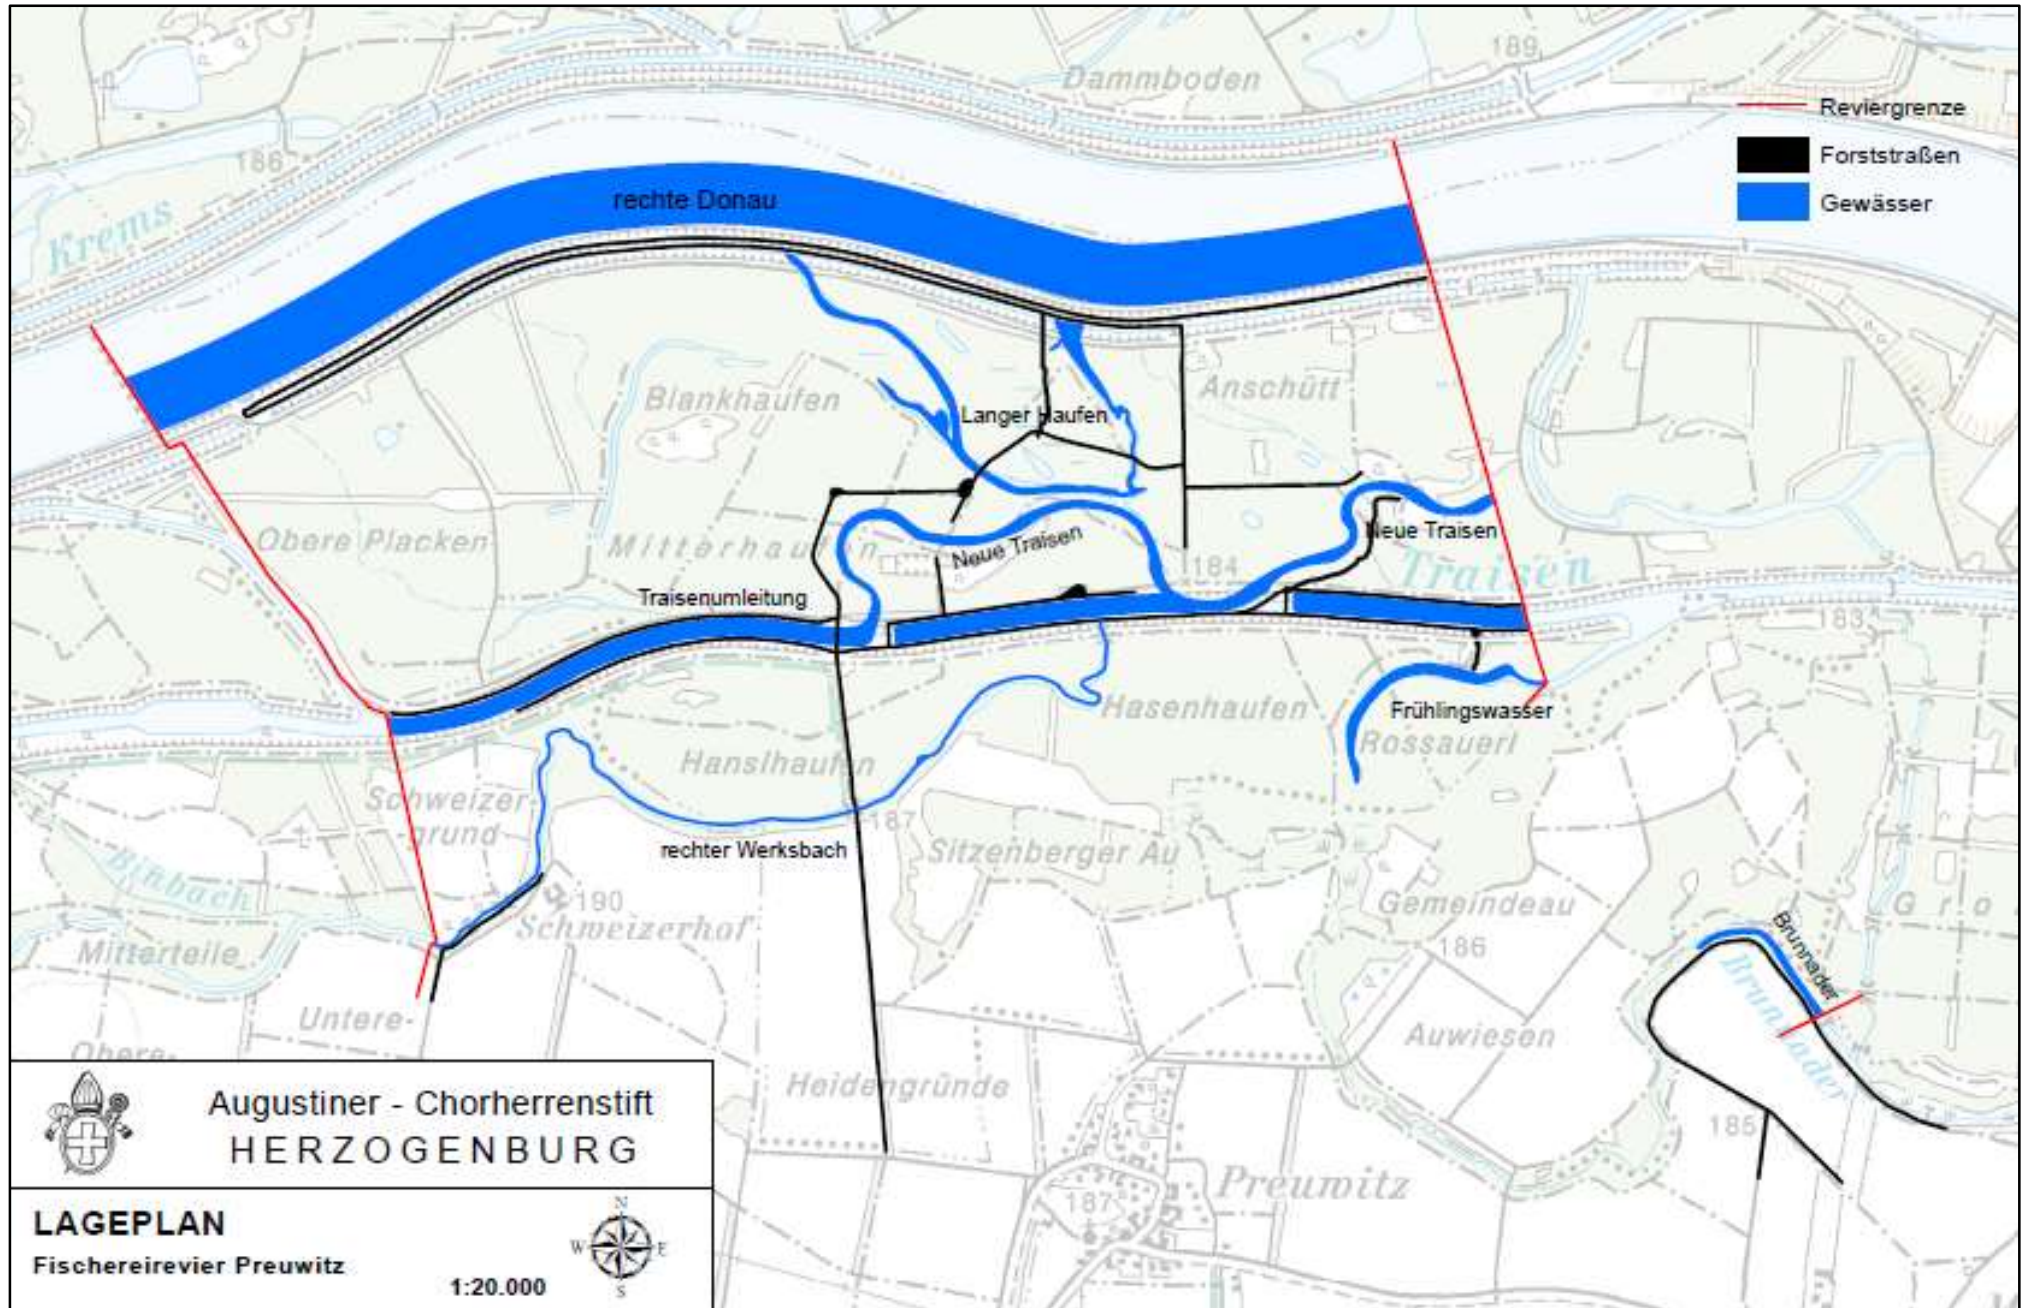 189
Dammboden
Reviergrenze
Forststraßen
Gewässer
186
Krems
rechte Donau
Blankhaufen
Langer Haufen
Anschütt
Obere Placken
Mitterhaufen
Neue Traisen
Neue Traisen
184
Traisen
Traisenumleitung
183
Hasenhaufen
Frühlingswasser
Rossauerl
Hanslhaufen
Schweizer-
-grund
187
rechter Werksbach
Sitzenberger Au
Binbach
190
Schweizerhof
Mitterteile
Gemeindeau
186
Gro
Brunnader
Brunnader
Untere-
Obere-
Auwiesen
Heidengründe
185
Preuwitz
187
Augustiner - Chorherrenstift
HERZOGENBURG
LAGEPLAN
Fischereirevier Preuwitz
1:20.000
N
W
E
S